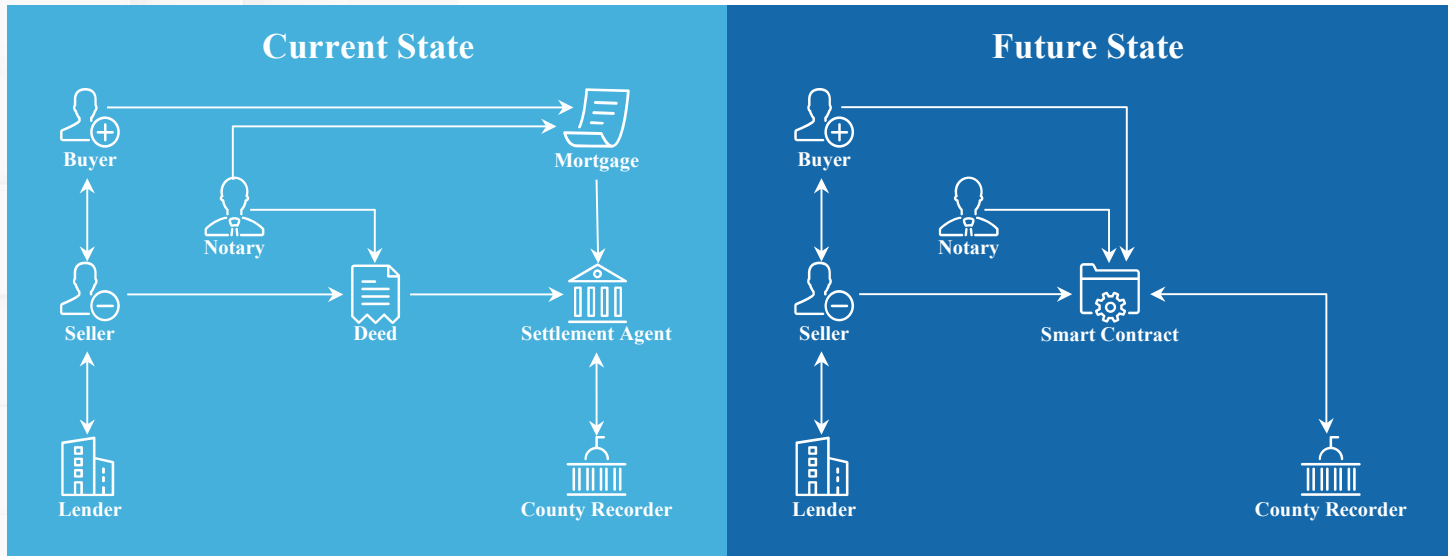 Current State
Buyer
Mortgage
Notary
Seller
Deed
Settlement Agent
Lender
County Recorder
Future State
Buyer
Notary
Seller
Smart Contract
Lender
County Recorder